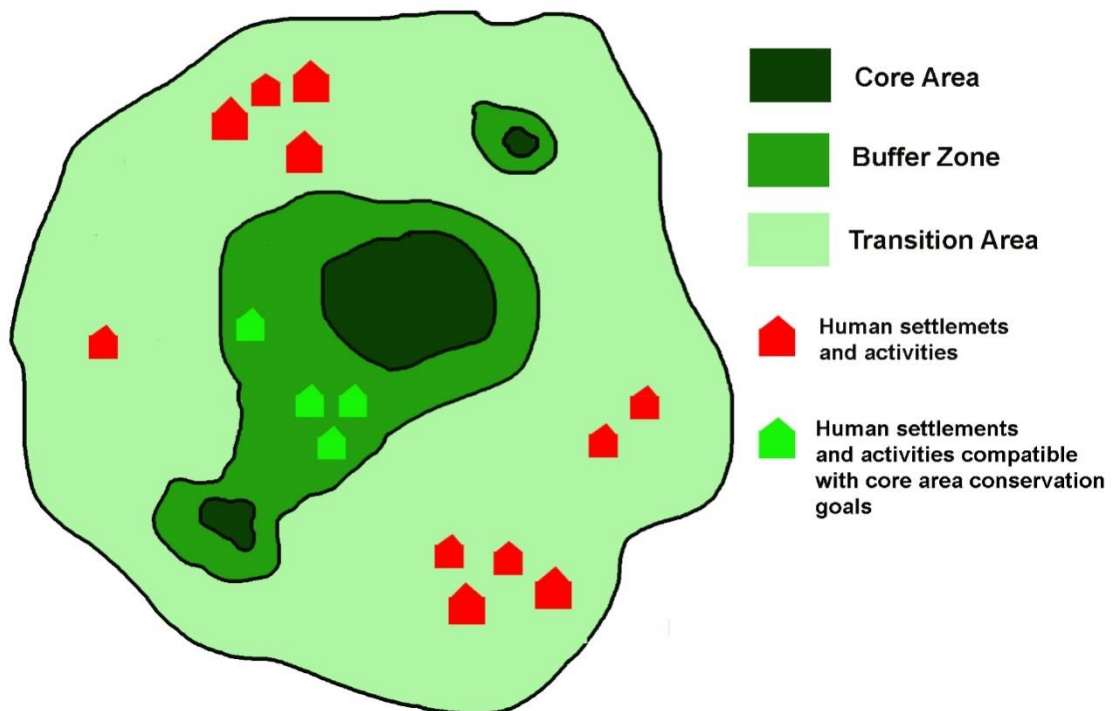 Core Area
Buffer Zone
Transition Area
Human settlemets
and activities
Human settlements
and activities compatible
with core area conservation
goals